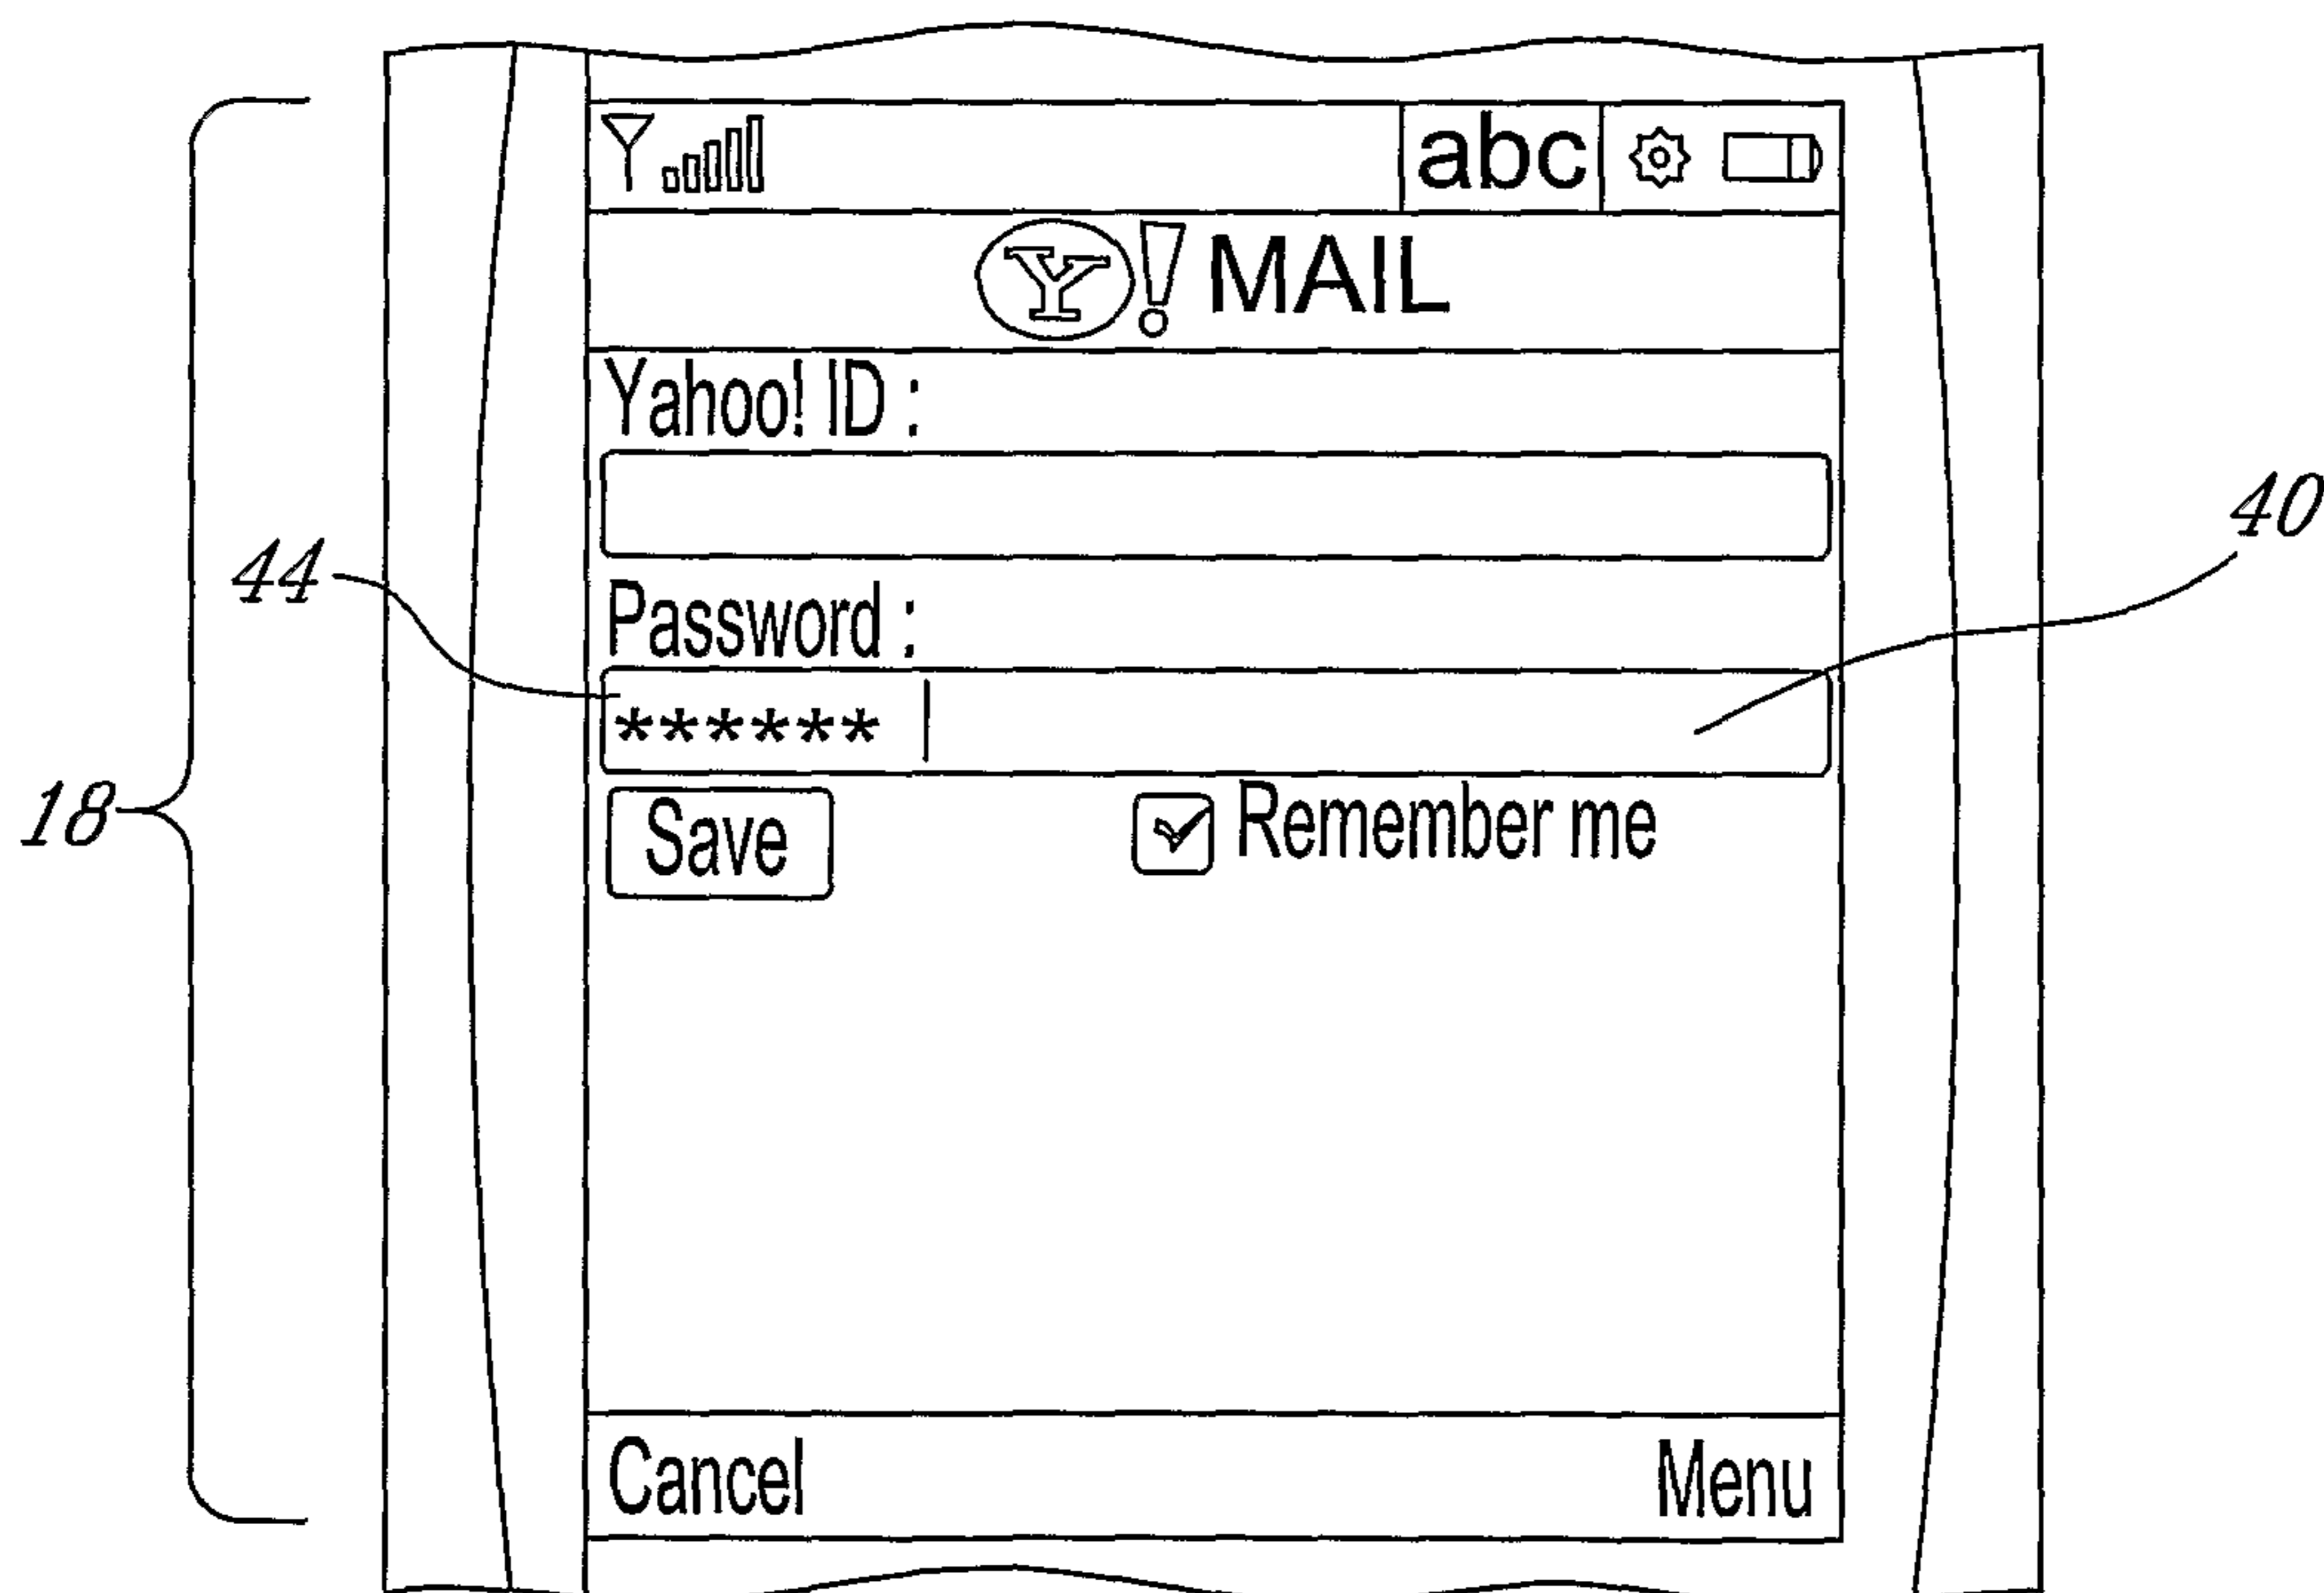 abc
Y! MAIL
Yahoo! ID :
40
44
Password :
******
18
Save Remember me
Cancel Menu